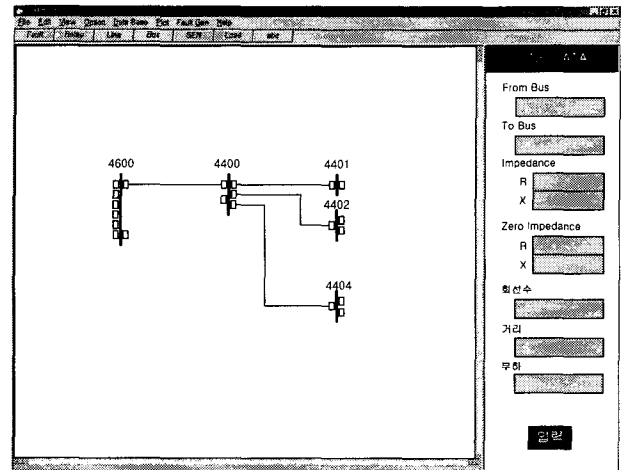 File Edit View Option Data Base Plot Fault Gen Help
Fault Relay Line Bus GEN Load abc
From Bus
To Bus
4600 4400 4401
Impedance
R
X
4402
Zero Impedance
R
X
4404
회선수
거리
부하
입력